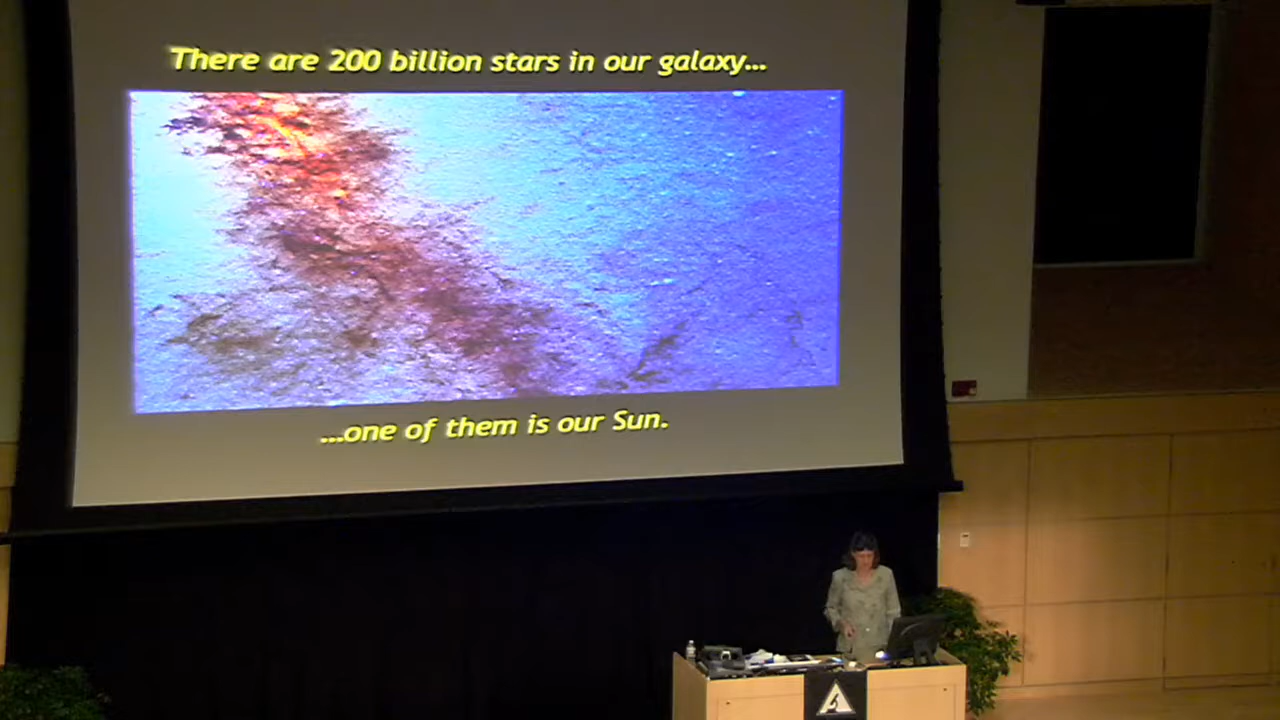 There are 200 billion stars in our galaxy...
...one of them is our Sun.